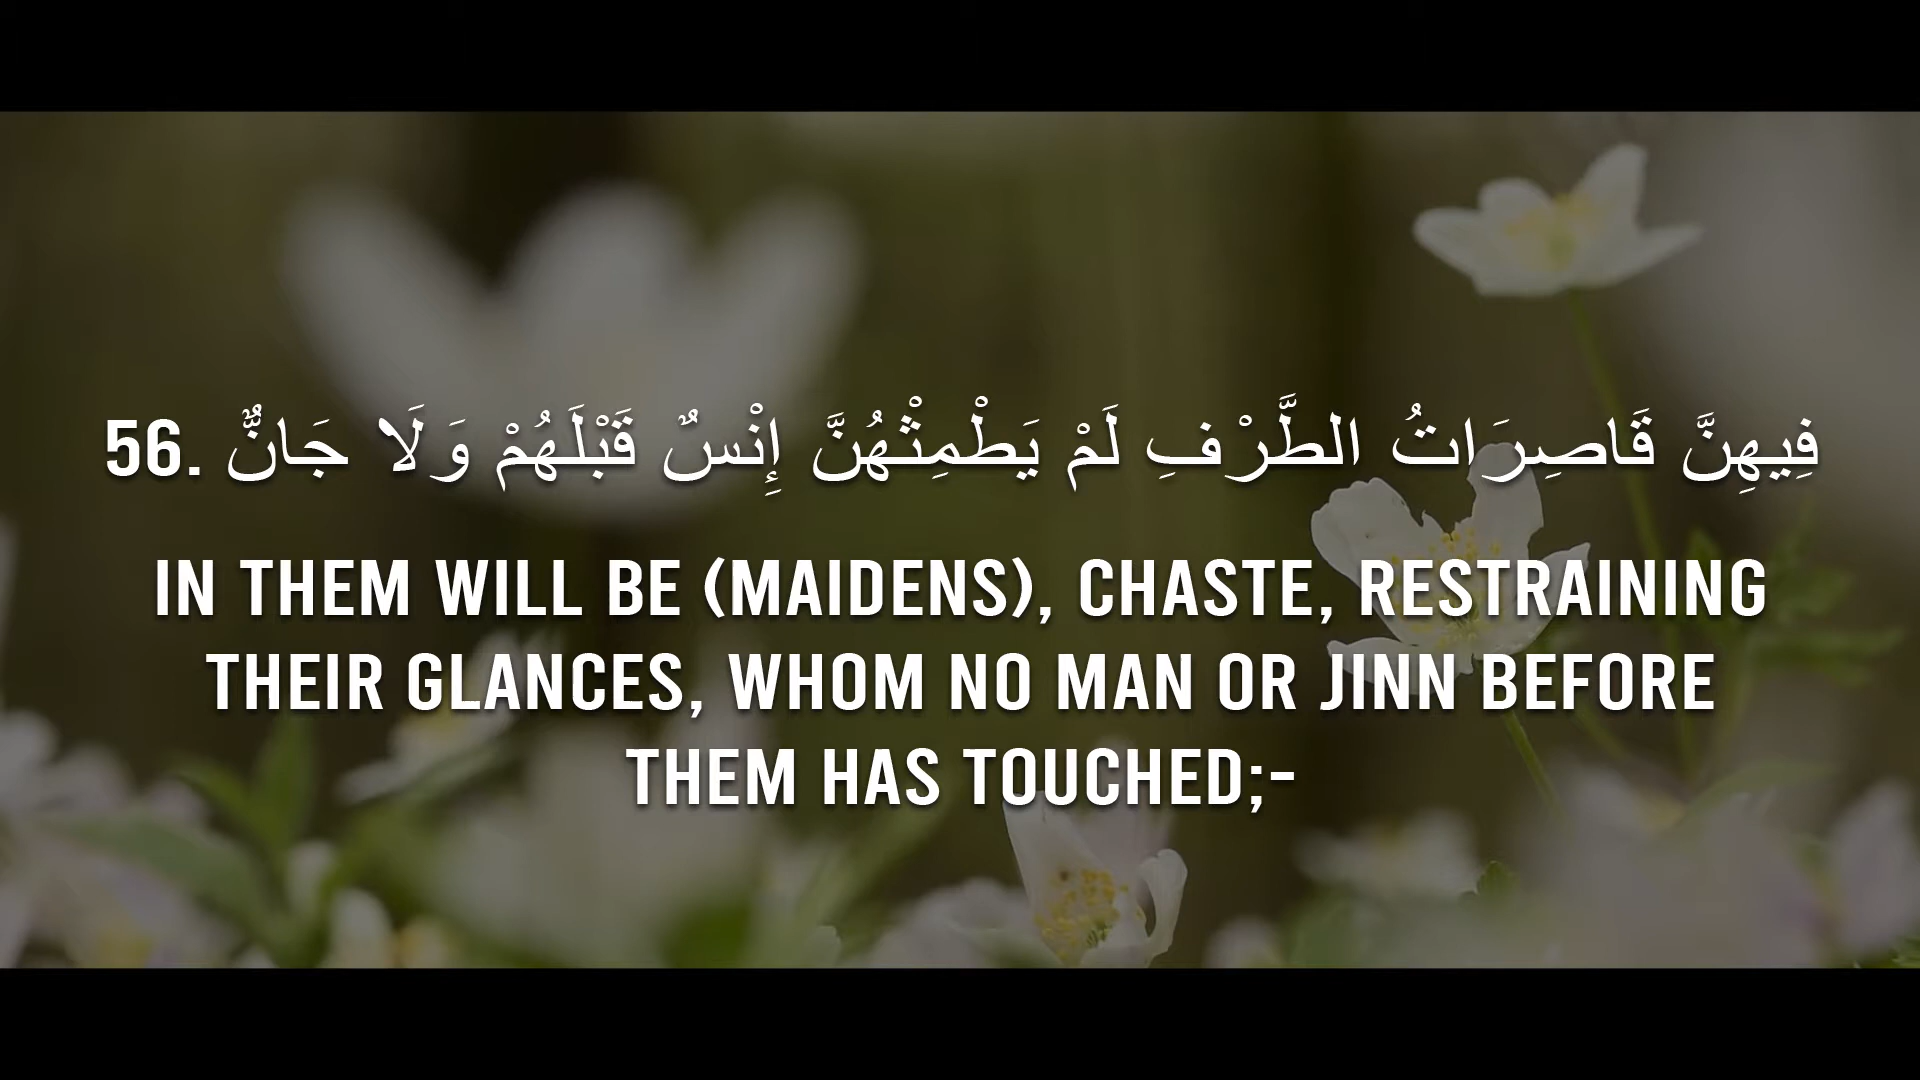 56. فِيهِنَّ قَاصِرَاتُ الطَّرْفِ لَمْ يَطْمِثْهُنَّ إِنْسٌ قَبْلَهُمْ وَلَا جَانٌّ
IN THEM WILL BE (MAIDENS), CHASTE, RESTRAINING
THEIR GLANCES, WHOM NO MAN OR JINN BEFORE
THEM HAS TOUCHED;-